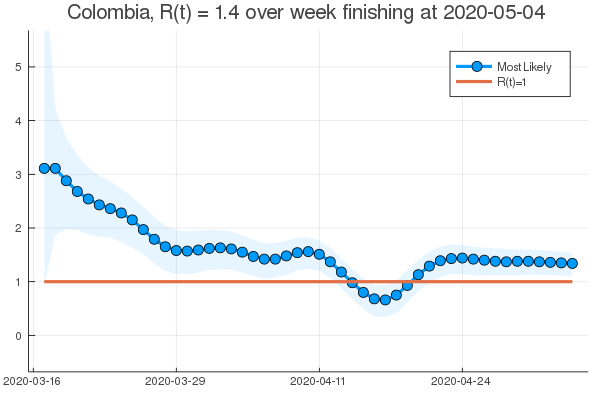 Colombia, R(t) = 1.4 over week finishing at 2020-05-04
Most Likely
R(t)=1
5
4
3
2
1
0
2020-03-16 2020-03-29 2020-04-11 2020-04-24